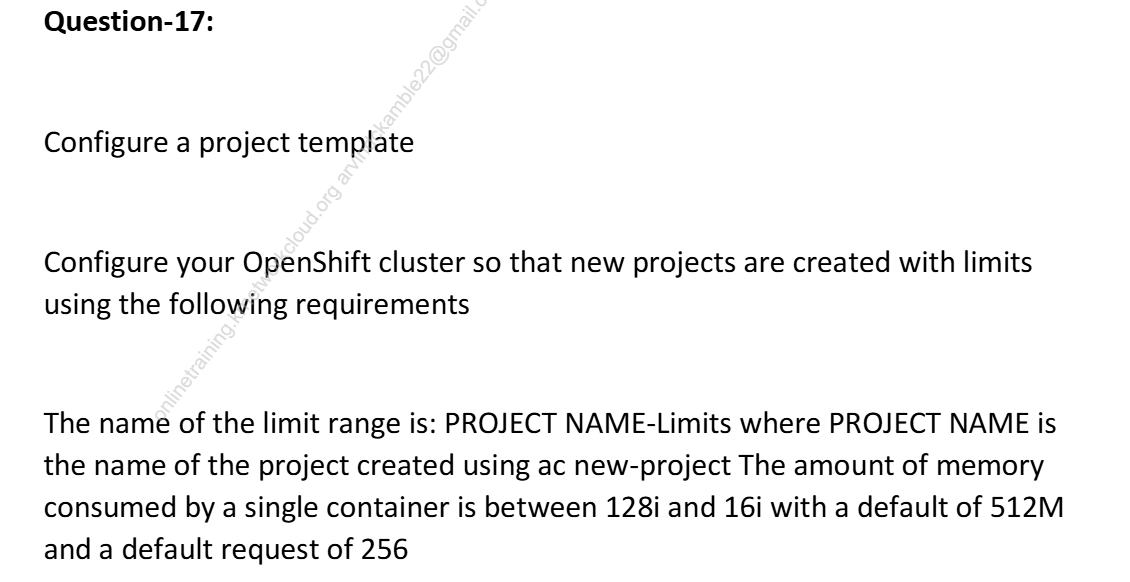 Question-17:
Configure a project template
Configure your OpenShift cluster so that new projects are created with limits
using the following requirements
The name of the limit range is: PROJECT NAME-Limits where PROJECT NAME is
the name of the project created using ac new-project The amount of memory
consumed by a single container is between 128i and 16i with a default of 512M
and a default request of 256